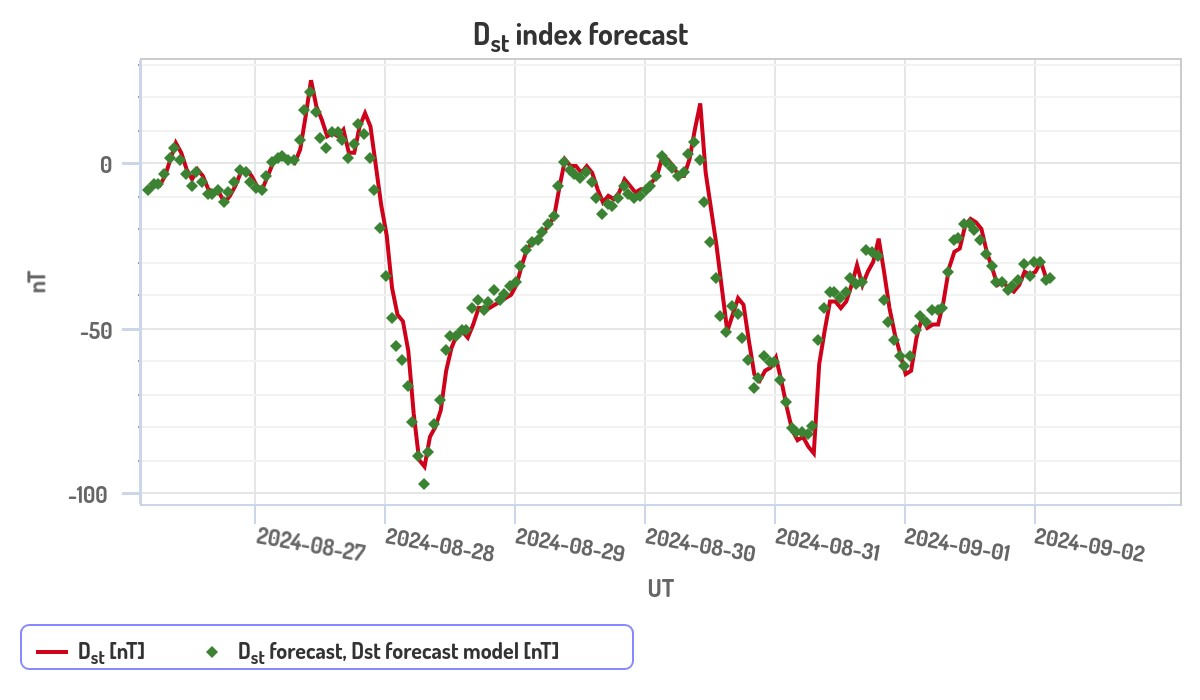 Dst index forecast
0
-50
-100
nT
2024-08-27
2024-08-28
2024-08-29
2024-08-30
2024-08-31
2024-09-01
2024-09-02
UT
Dst [nT]
Dst forecast, Dst forecast model [nT]